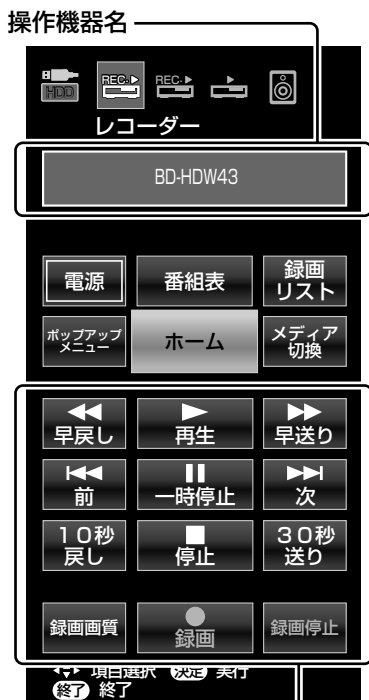 操作機器名
HDD REC REC
レコーダー
BD-HDW43
電源 番組表 録画
リスト
ポップアップ
メニュー ホーム メディア
切換
早戻し 再生 早送り
前 一時停止 次
10秒
戻し 停止 30秒
送り
録画画質 録画 録画停止
項目選択 決定 実行
終了 終了